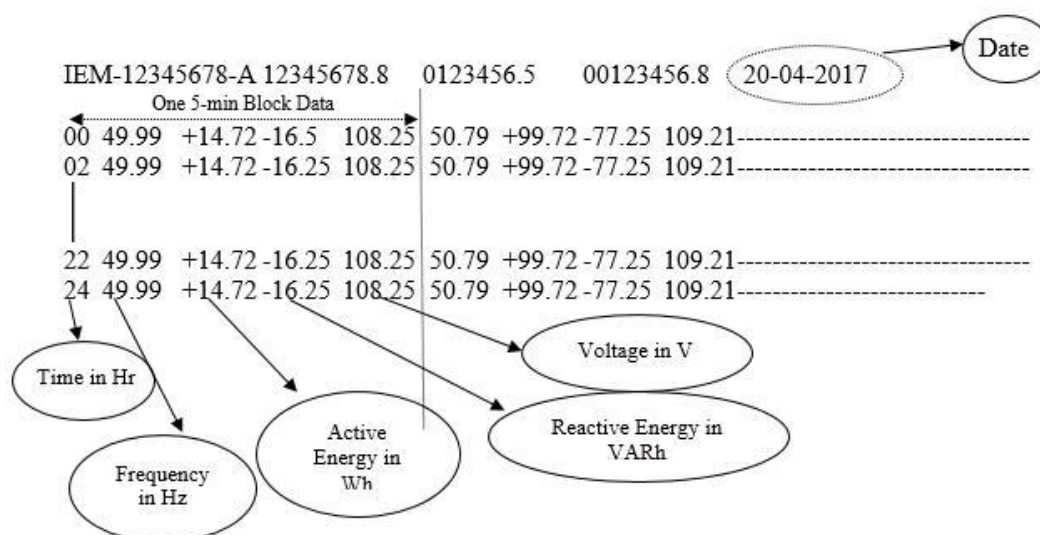 Date
IEM-12345678-A 12345678.8 0123456.5 00123456.8 20-04-2017
One 5-min Block Data
00 49.99 +14.72 -16.5 108.25 50.79 +99.72 -77.25 109.21------------------------------
02 49.99 +14.72 -16.25 108.25 50.79 +99.72 -77.25 109.21------------------------------
22 49.99 +14.72 -16.25 108.25 50.79 +99.72 -77.25 109.21------------------------------
24 49.99 +14.72 -16.25 108.25 50.79 +99.72 -77.25 109.21-------------------------
Voltage in V
Time in Hr
Active
Energy in
Wh
Reactive Energy in
VARh
Frequency
in Hz